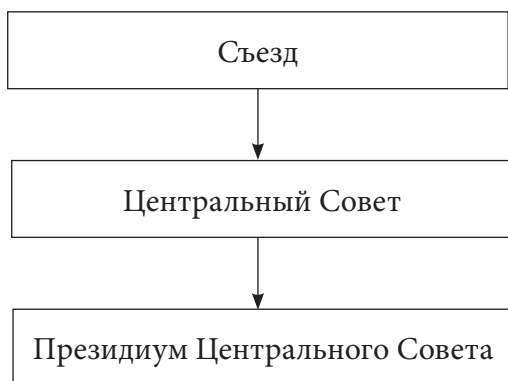 Съезд
Центральный Совет
Президиум Центрального Совета